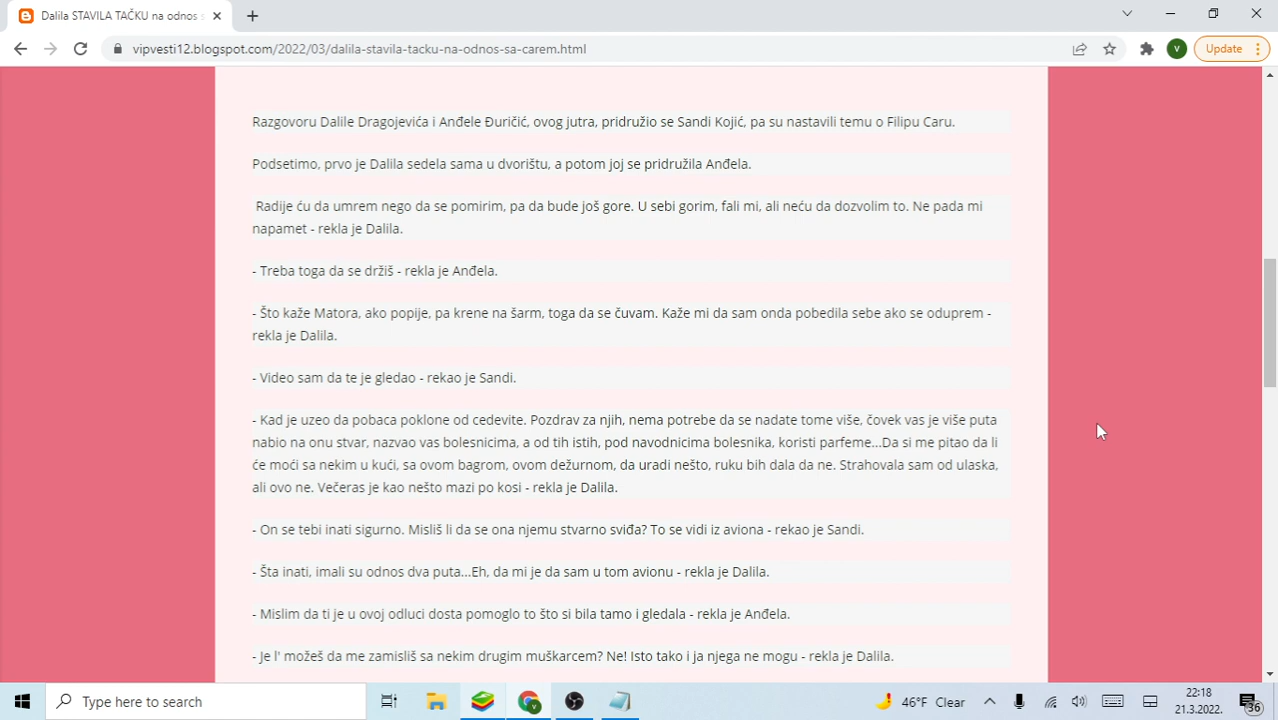 Dalila STAVILA TAČKU na odnos s
vipvesti12.blogspot.com/2022/03/dalila-stavila-tacku-na-odnos-sa-carem.html
V
Update
Razgovoru Dalile Dragojevića i Anđele Đuričić, ovog jutra, pridružio se Sandi Kojić, pa su nastavili temu o Filipu Caru.
Podsetimo, prvo je Dalila sedela sama u dvorištu, a potom joj se pridružila Anđela.
Radije ću da umrem nego da se pomirim, pa da bude još gore. U sebi gorim, fali mi, ali neću da dozvolim to. Ne pada mi
napamet - rekla je Dalila.
- Treba toga da se držiš - rekla je Anđela.
- Što kaže Matora, ako popije, pa krene na šarm, toga da se čuvam. Kaže mi da sam onda pobedila sebe ako se oduprem -
rekla je Dalila.
- Video sam da te je gledao - rekao je Sandi.
- Kad je uzeo da pobaca poklone od cedevite. Pozdrav za njih, nema potrebe da se nadate tome više, čovek vas je više puta
nabio na onu stvar, nazvao vas bolesnicima, a od tih istih, pod navodnicima bolesnika, koristi parfeme...Da si me pitao da li
će moći sa nekim u kući, sa ovom bagrom, ovom dežurnom, da uradi nešto, ruku bih dala da ne. Strahovala sam od ulaska,
ali ovo ne. Večeras je kao nešto mazi po kosi - rekla je Dalila.
- On se tebi inati sigurno. Misliš li da se ona njemu stvarno sviđa? To se vidi iz aviona - rekao je Sandi.
- Šta inati, imali su odnos dva puta...Eh, da mi je da sam u tom avionu - rekla je Dalila.
- Mislim da ti je u ovoj odluci dosta pomoglo to što si bila tamo i gledala - rekla je Anđela.
- Je l' možeš da me zamisliš sa nekim drugim muškarcem? Ne! Isto tako i ja njega ne mogu - rekla je Dalila.
Type here to search
46°F Clear
22:18
21.3.2022.
36